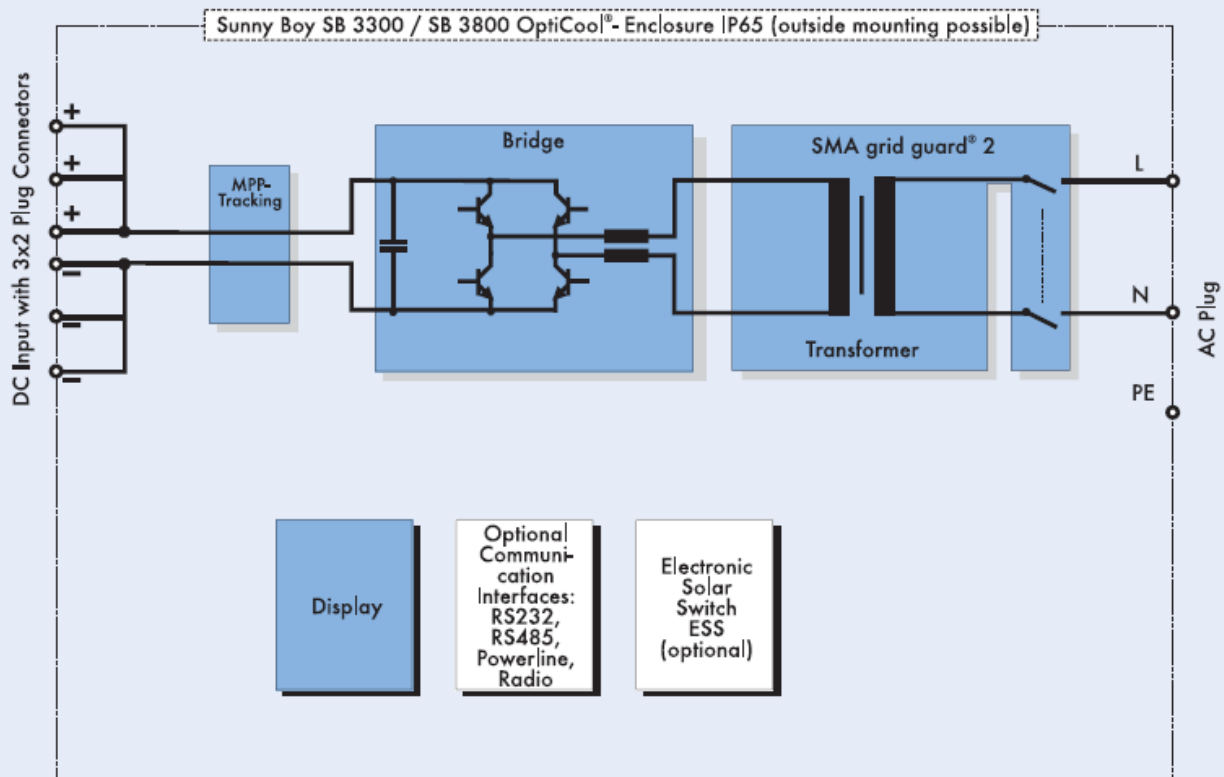 Sunny Boy SB 3300 / SB 3800 OptiCool®- Enclosure IP65 (outside mounting possible)
DC Input with 3x2 Plug Connectors
+
+
+
–
–
–
MPP-
Tracking
Bridge
SMA grid guard® 2
Transformer
L
N
PE
AC Plug
Display
Optional
Communi-
cation
Interfaces:
RS232,
RS485,
Powerline,
Radio
Electronic
Solar
Switch
ESS
(optional)